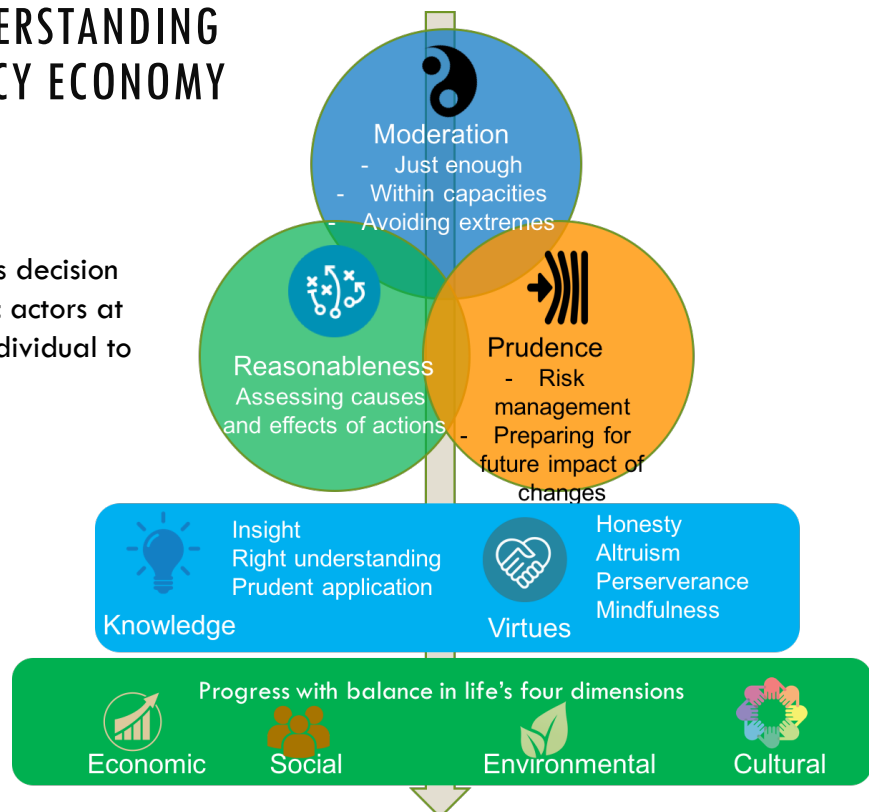 ERSTANDING
CY ECONOMY
s decision
actors at
dividual to
Moderation
- Just enough
- Within capacities
- Avoiding extremes
Reasonableness
Assessing causes
and effects of actions
Prudence
- Risk
management
- Preparing for
future impact of
changes
Knowledge
Insight
Right understanding
Prudent application
Virtues
Honesty
Altruism
Perserverance
Mindfulness
Progress with balance in life's four dimensions
Economic
Social
Environmental
Cultural